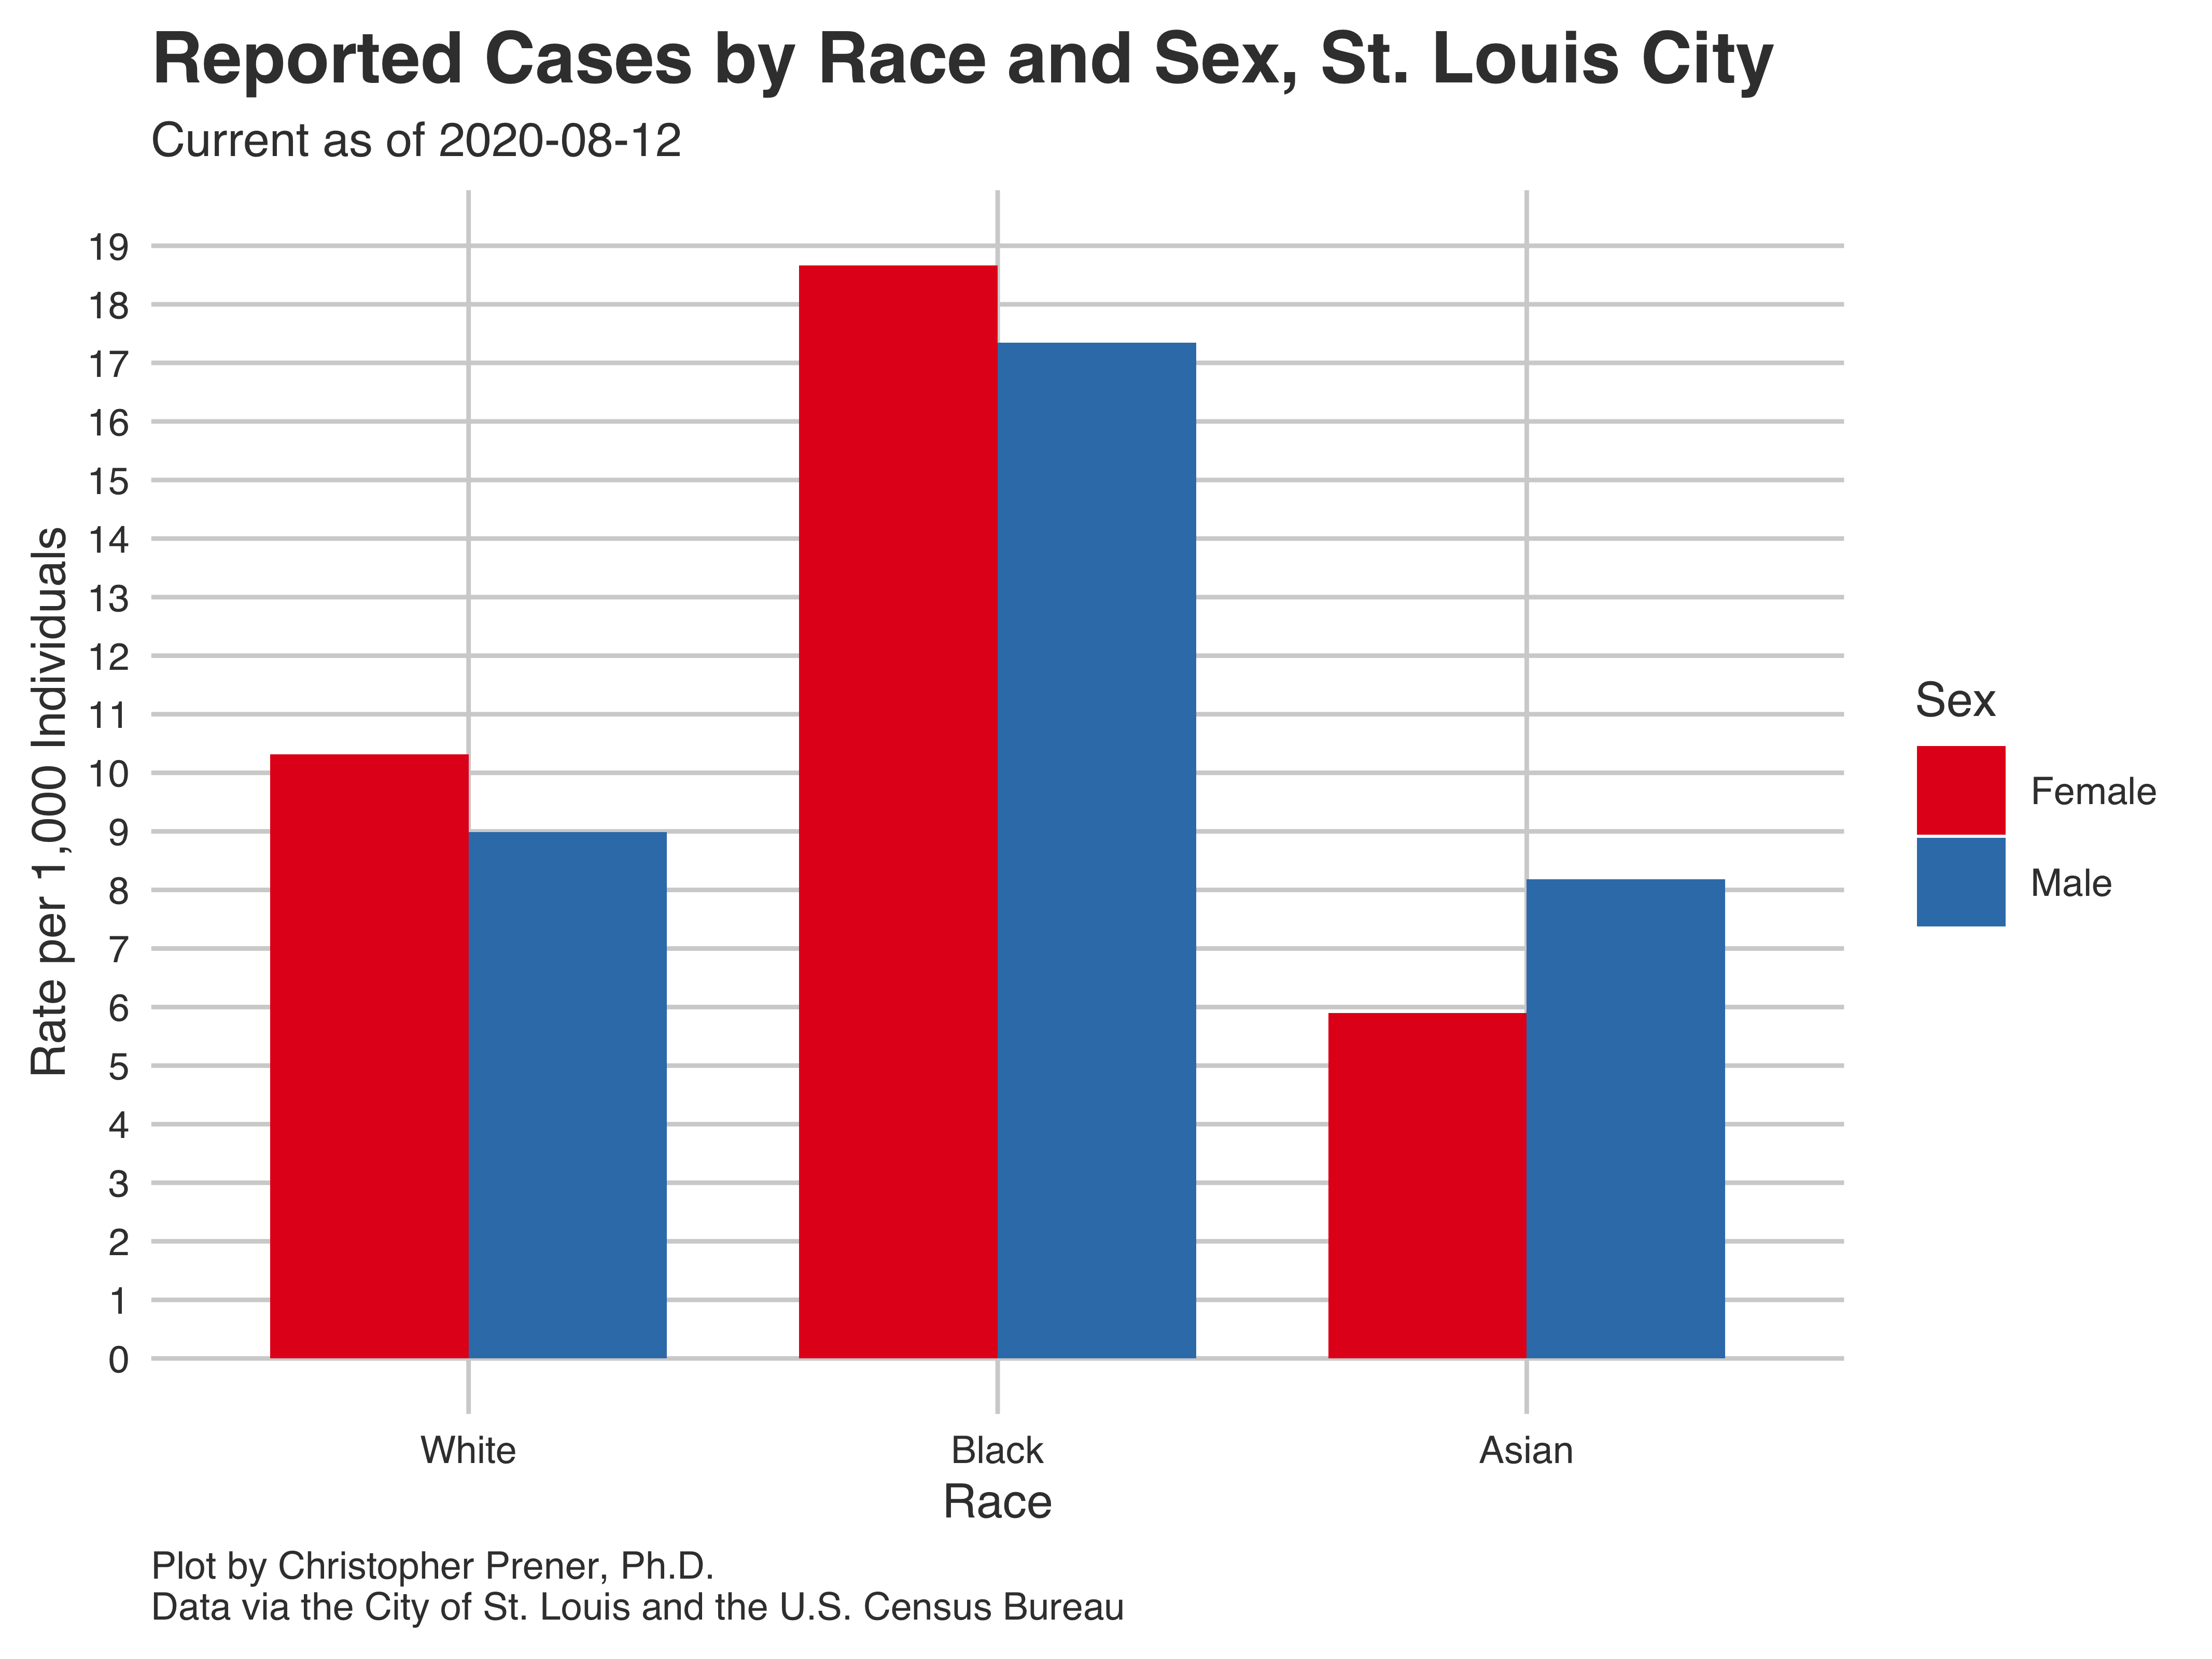 Reported Cases by Race and Sex, St. Louis City
Current as of 2020-08-12
Rate per 1,000 Individuals
19
18
17
16
15
14
13
12
11
10
9
8
7
6
5
4
3
2
1
0
White
Black
Asian
Race
Sex
Female
Male
Plot by Christopher Prener, Ph.D.
Data via the City of St. Louis and the U.S. Census Bureau